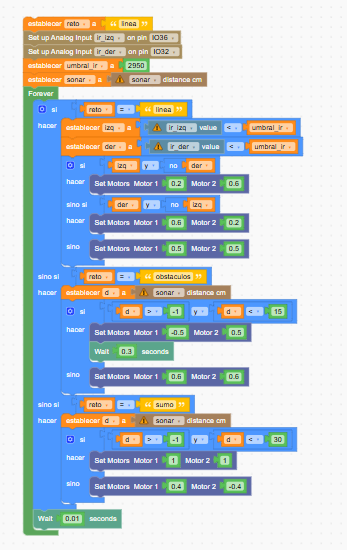 establecer reto a “ linea ”
Set up Analog Input ir_izq on pin IO36
Set up Analog Input ir_der on pin IO32
establecer umbral_ir a 2950
establecer sonar a sonar distance cm
Forever
si reto = “ linea ”
hacer establecer izq a ir_izq value < umbral_ir
establecer der a ir_der value < umbral_ir
si izq y no der
hacer Set Motors Motor 1 0.2 Motor 2 0.6
sino si der y no izq
hacer Set Motors Motor 1 0.6 Motor 2 0.2
sino Set Motors Motor 1 0.5 Motor 2 0.5
sino si reto = “ obstaculos ”
hacer establecer d a sonar distance cm
si d > -1 y d < 15
hacer Set Motors Motor 1 -0.5 Motor 2 0.5
Wait 0.3 seconds
sino Set Motors Motor 1 0.6 Motor 2 0.6
sino si reto = “ sumo ”
hacer establecer d a sonar distance cm
si d > -1 y d < 30
hacer Set Motors Motor 1 1 Motor 2 1
sino Set Motors Motor 1 0.4 Motor 2 -0.4
Wait 0.01 seconds